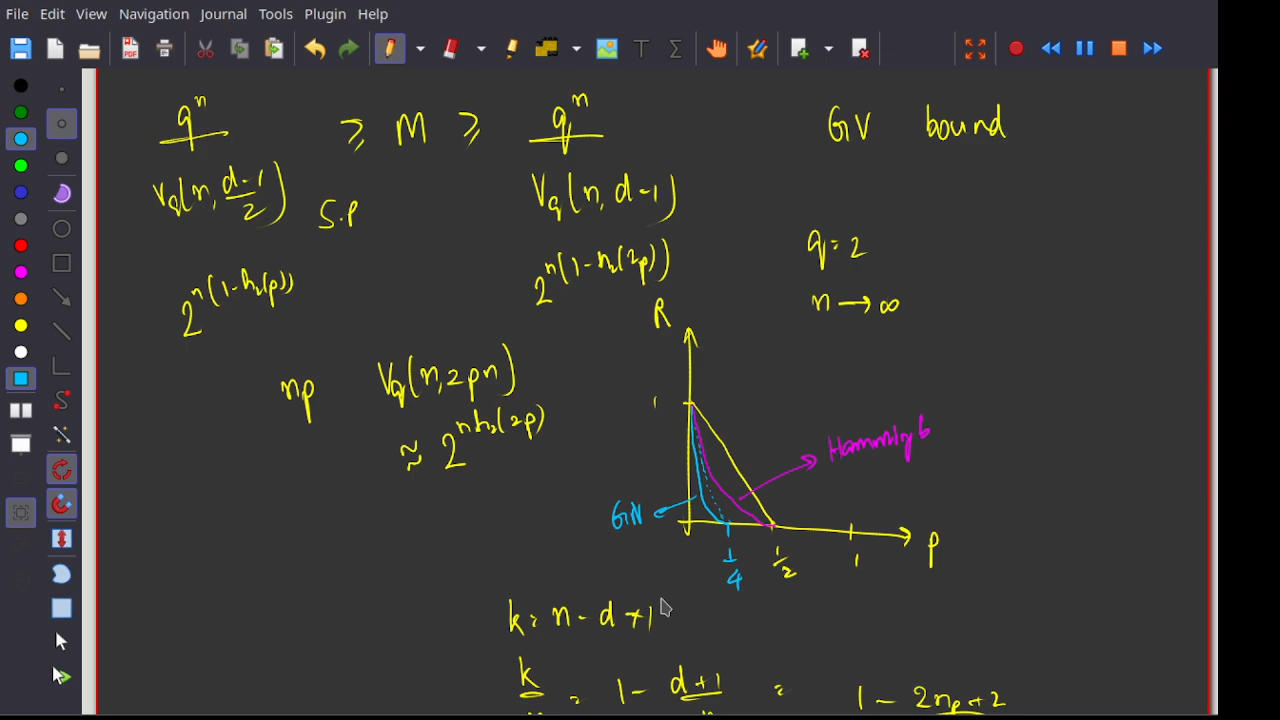 File Edit View Navigation Journal Tools Plugin Help
q^n / V_q(n, (d-1)/2) ≥ M ≥ q^n / V_q(n, d-1)
GV bound
S.P
q = 2
2^{n(1-h_2(p))}
2^{n(1-h_2(2p))}
n → ∞
R
np
V_q(n, 2pn)
1
≈ 2^{nh_2(2p)}
Hamming b
GV
1/4
1/2
1
p
k = n - d + 1
k/n = 1 - d+1/n = 1 - 2np+2